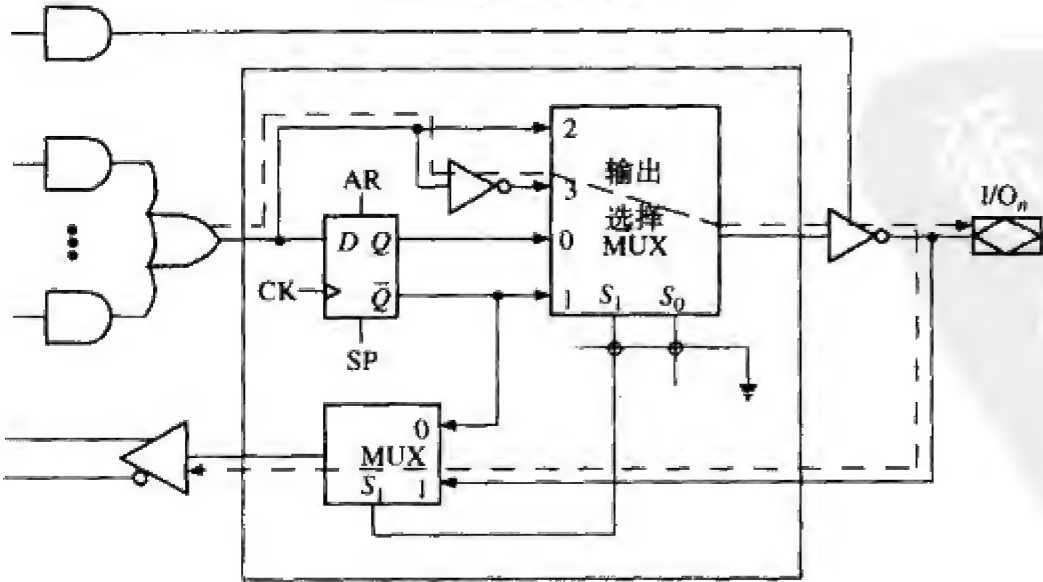 2
输出
AR
3
I/Oₙ
选择
D Q
0
MUX
CK
Q̅
1 S₁ S₀
SP
0
MUX
S̅₁ 1